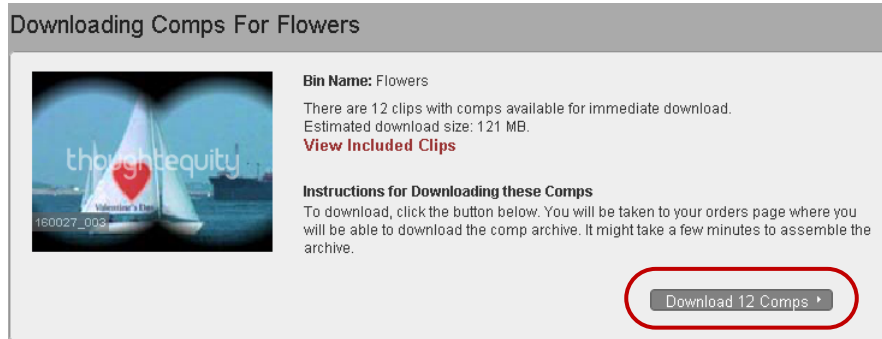 Downloading Comps For Flowers
Bin Name: Flowers
There are 12 clips with comps available for immediate download.
Estimated download size: 121 MB.
View Included Clips
thoughtequity
Valentine's Day
160027_003
Instructions for Downloading these Comps
To download, click the button below. You will be taken to your orders page where you
will be able to download the comp archive. It might take a few minutes to assemble the
archive.
Download 12 Comps